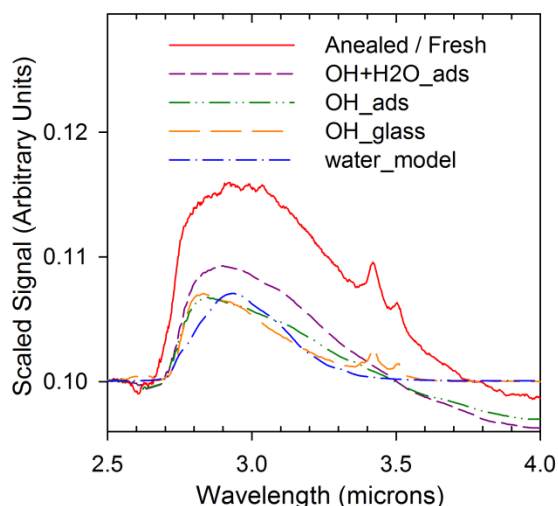 Anealed / Fresh
OH+H2O_ads
OH_ads
OH_glass
water_model
Scaled Signal (Arbitrary Units)
0.12
0.11
0.10
2.5 3.0 3.5 4.0
Wavelength (microns)